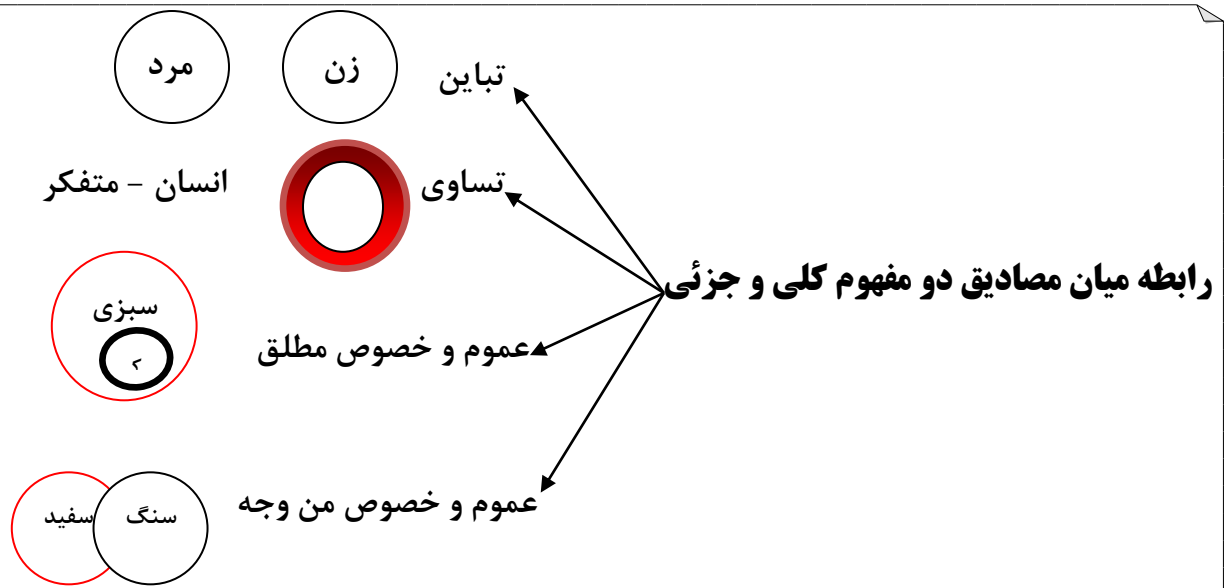 رابطه میان مصادیق دو مفهوم کلی و جزئی
تباین
زن
مرد
تساوی
انسان - متفکر
عموم و خصوص مطلق
سبزی
عموم و خصوص من وجه
سنگ
سفید